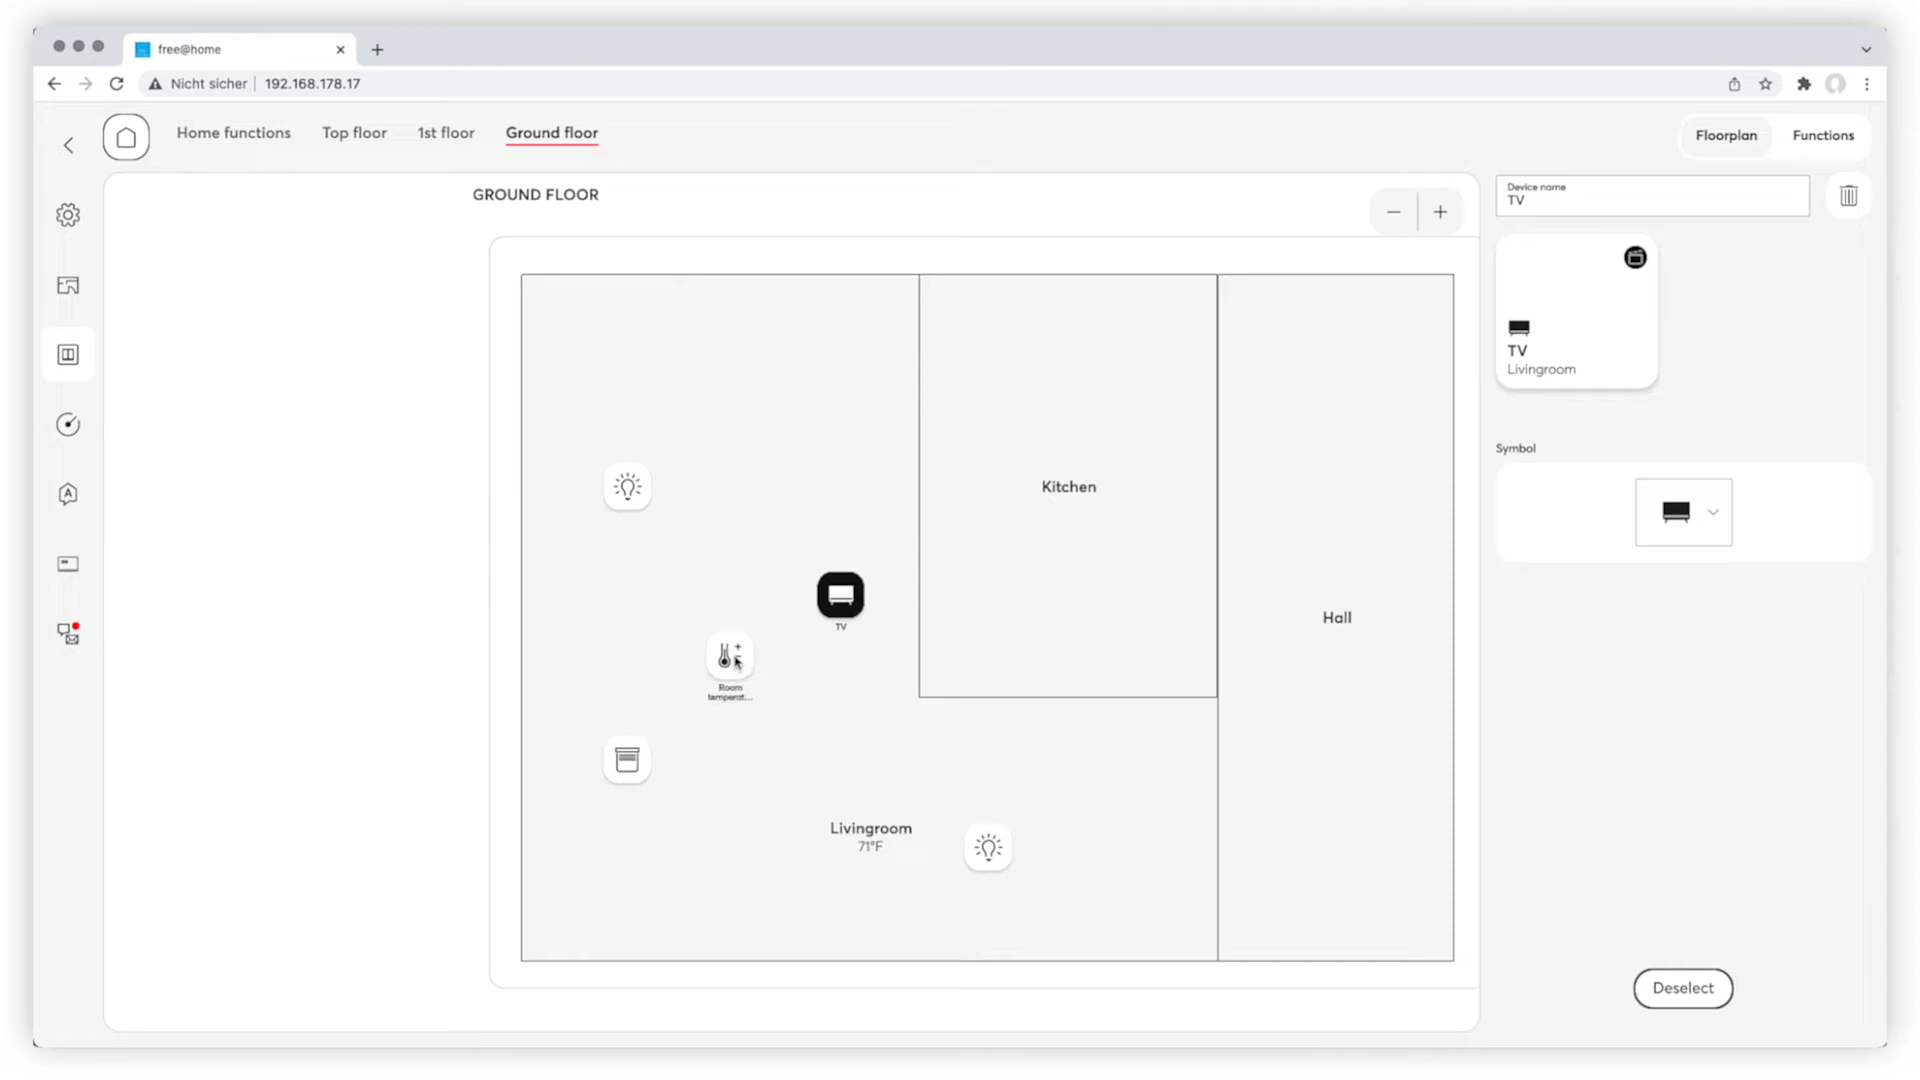 free@home
Nicht sicher
192.168.178.17
Home functions
Top floor
1st floor
Ground floor
Floorplan
Functions
GROUND FLOOR
Device name
TV
TV
Livingroom
Symbol
Kitchen
Hall
TV
Room
temperat...
Livingroom
71°F
Deselect